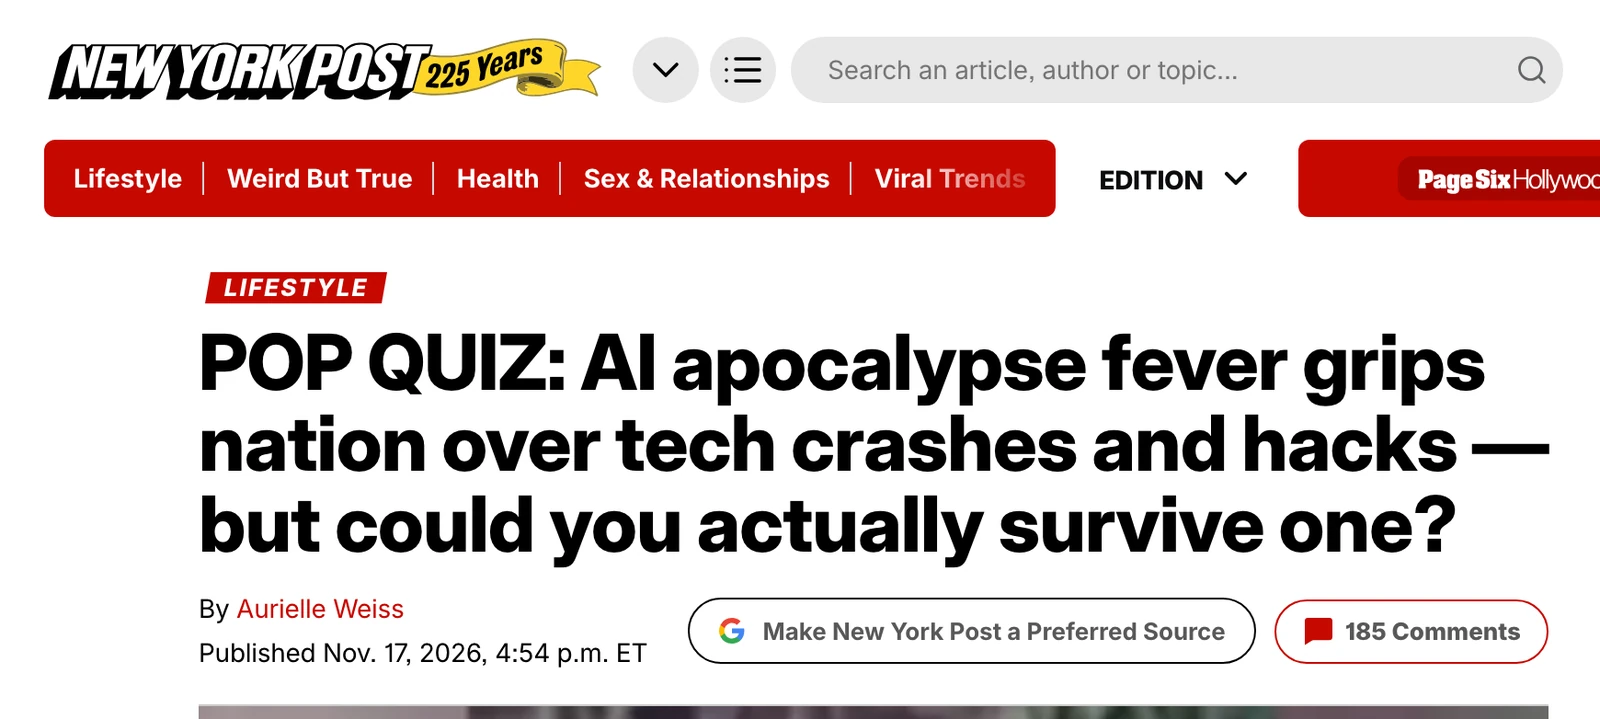 NEW YORK POST 225 Years
Search an article, author or topic...
Lifestyle
Weird But True
Health
Sex & Relationships
Viral Trends
EDITION
Page Six Hollywoo
LIFESTYLE
POP QUIZ: AI apocalypse fever grips
nation over tech crashes and hacks —
but could you actually survive one?
By Aurielle Weiss
Published Nov. 17, 2026, 4:54 p.m. ET
Make New York Post a Preferred Source
185 Comments